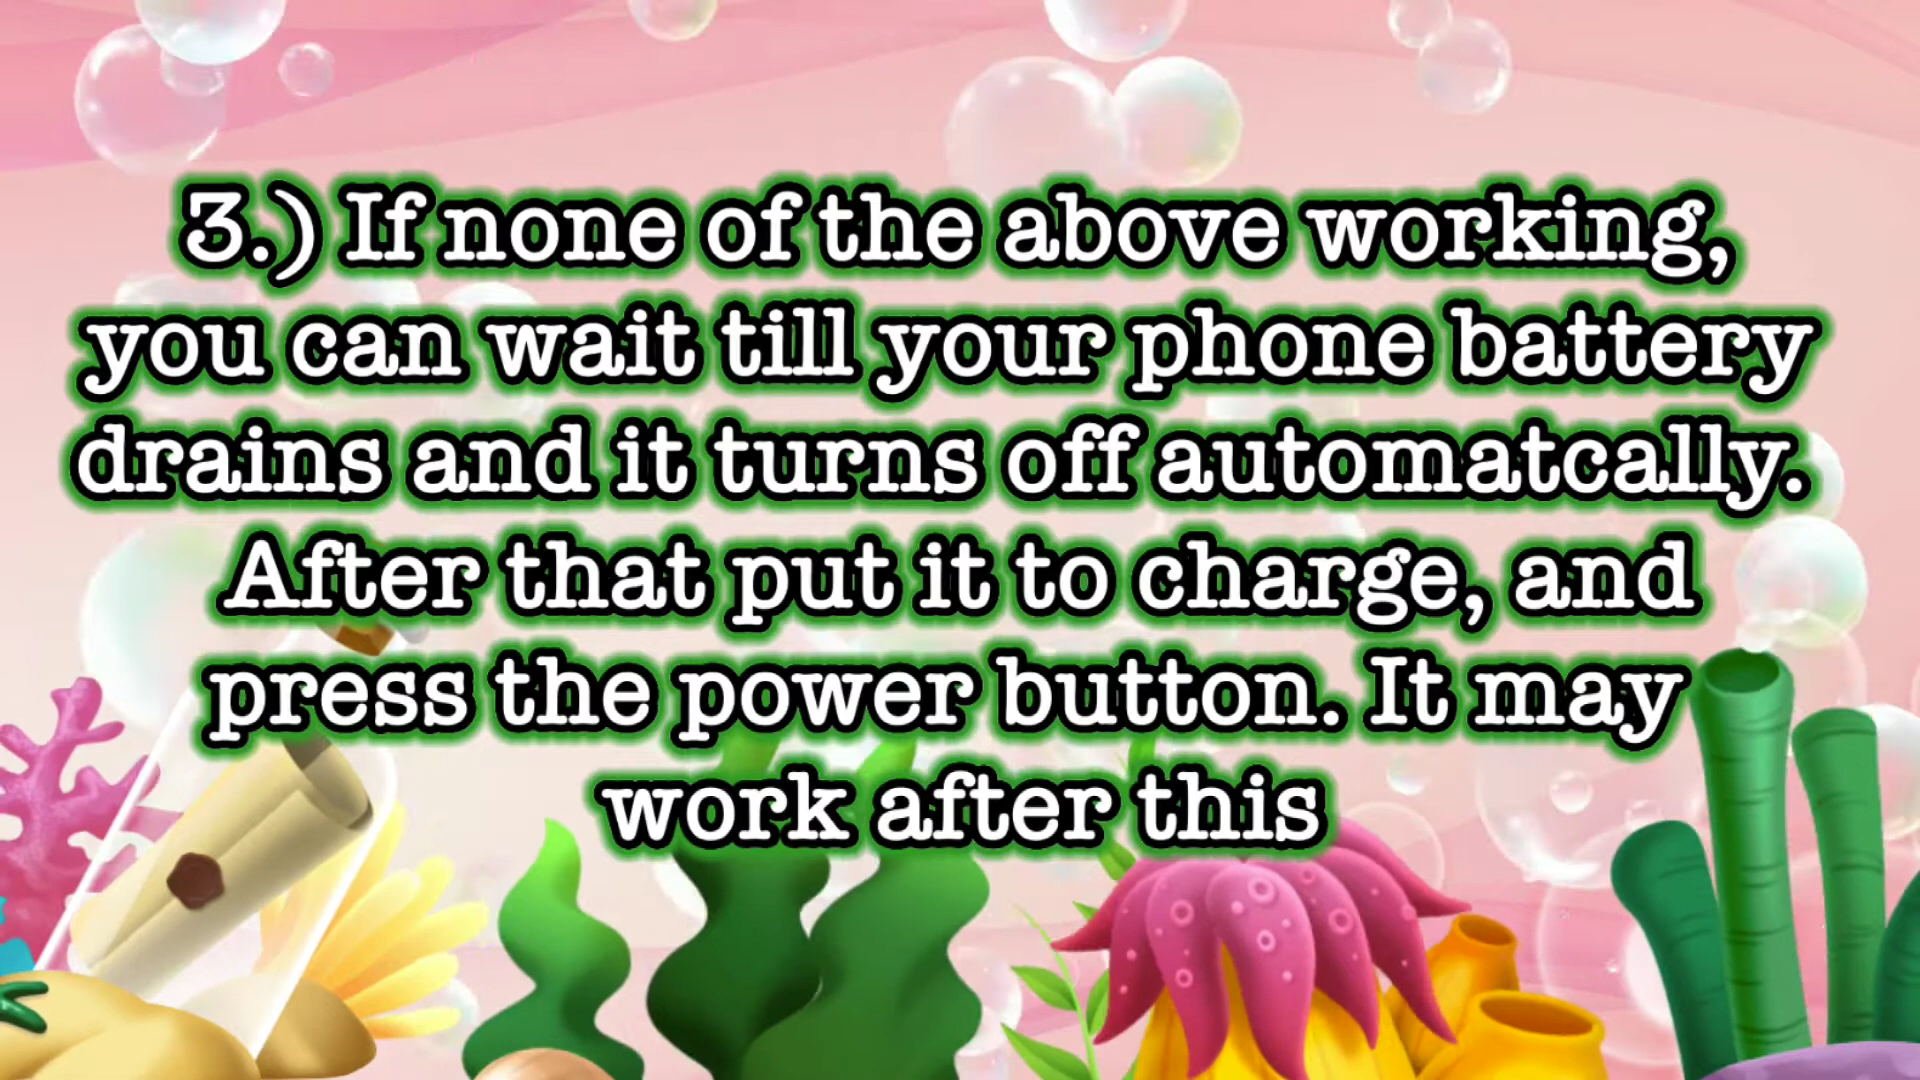 3.) If none of the above working,
you can wait till your phone battery
drains and it turns off automatcally.
After that put it to charge, and
press the power button. It may
work after this